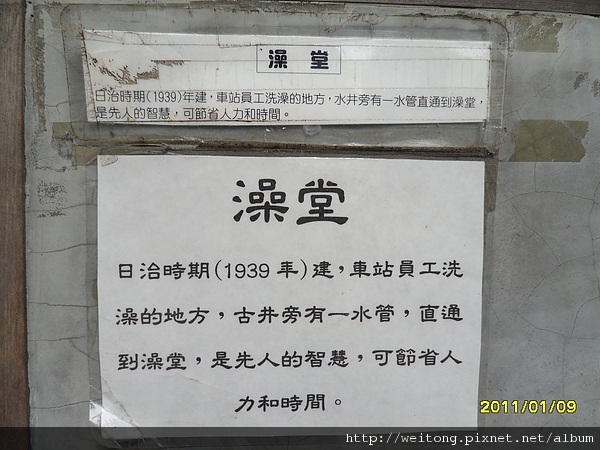 澡堂
日治時期(1939)年建，車站員工洗澡的地方，水井旁有一水管直通到澡堂，
是先人的智慧，可節省人力和時間。
澡堂
日治時期(1939年)建，車站員工洗
澡的地方，古井旁有一水管，直通
到澡堂，是先人的智慧，可節省人
力和時間。
2011/01/09
http://weitong.pixnet.net/album